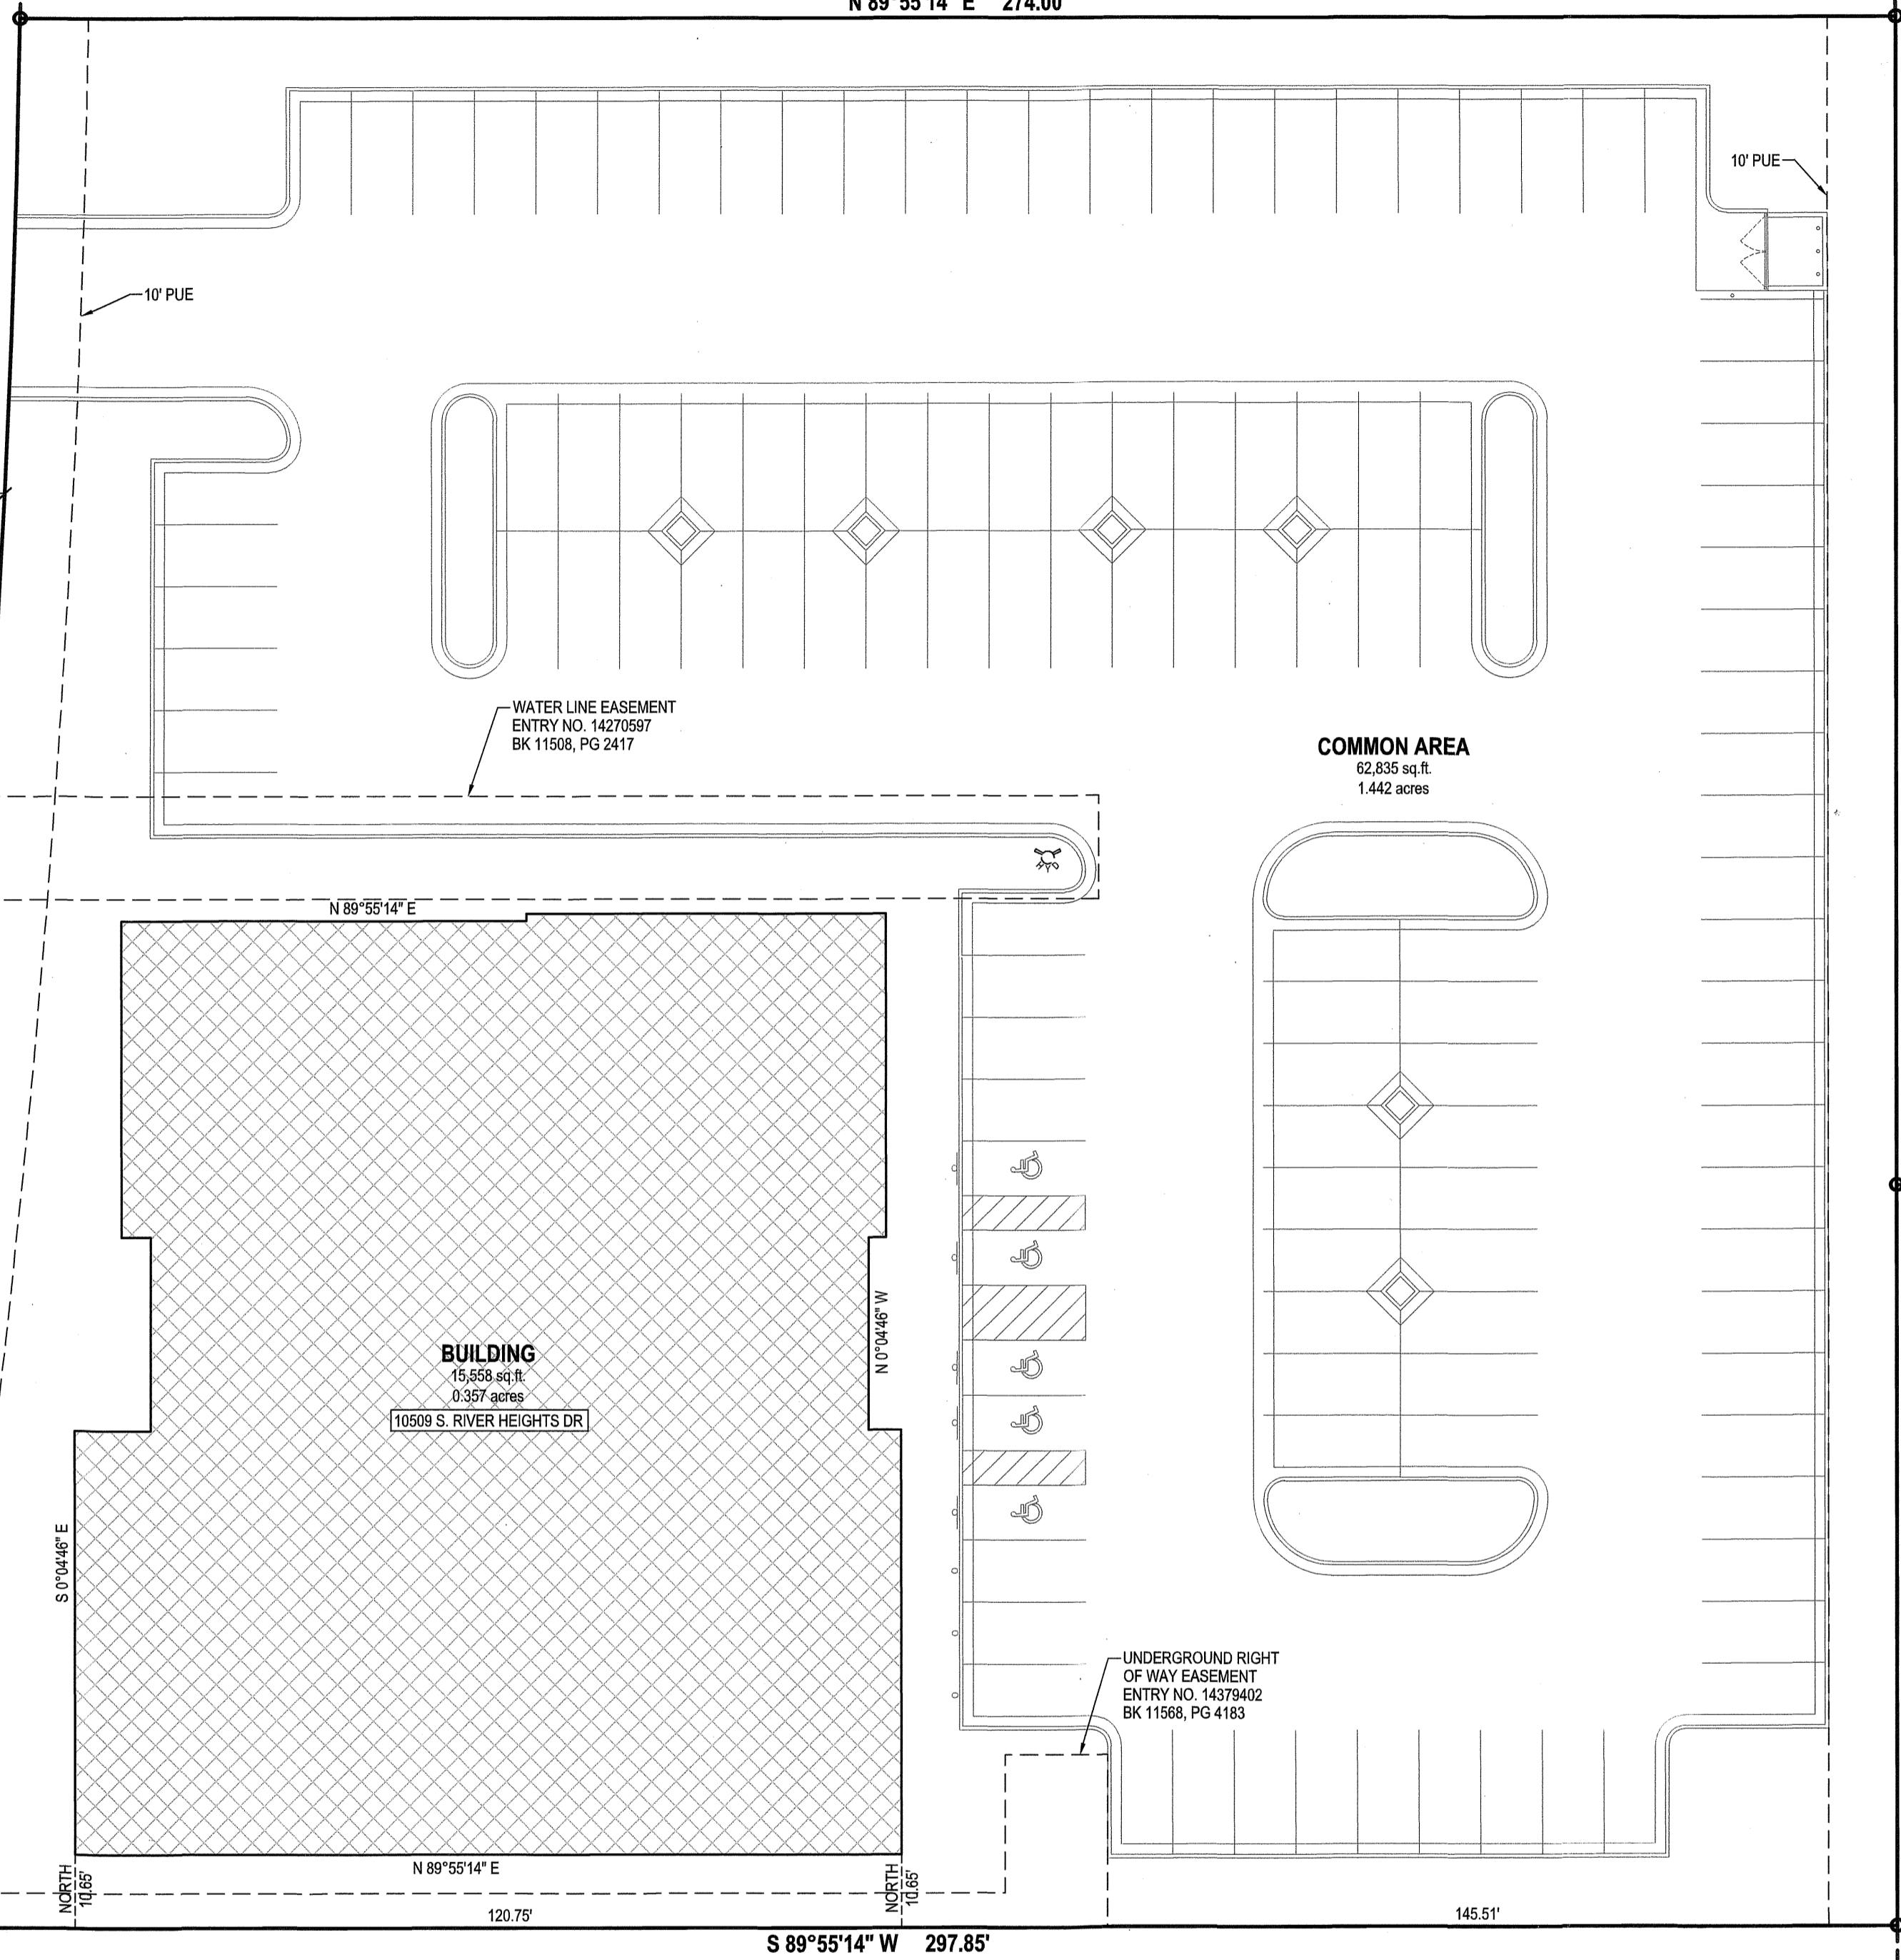 N 89°55'14" E 274.00'
10' PUE
10' PUE
WATER LINE EASEMENT
ENTRY NO. 14270597
BK 11508, PG 2417
COMMON AREA
62,835 sq.ft.
1.442 acres
HYD
N 89°55'14" E
N 0°04'46" W
BUILDING
15,558 sq.ft.
0.357 acres
10509 S. RIVER HEIGHTS DR
S 0°04'46" E
UNDERGROUND RIGHT
OF WAY EASEMENT
ENTRY NO. 14379402
BK 11568, PG 4183
N 89°55'14" E
NORTH
10.65'
NORTH
10.65'
120.75'
145.51'
S 89°55'14" W 297.85'